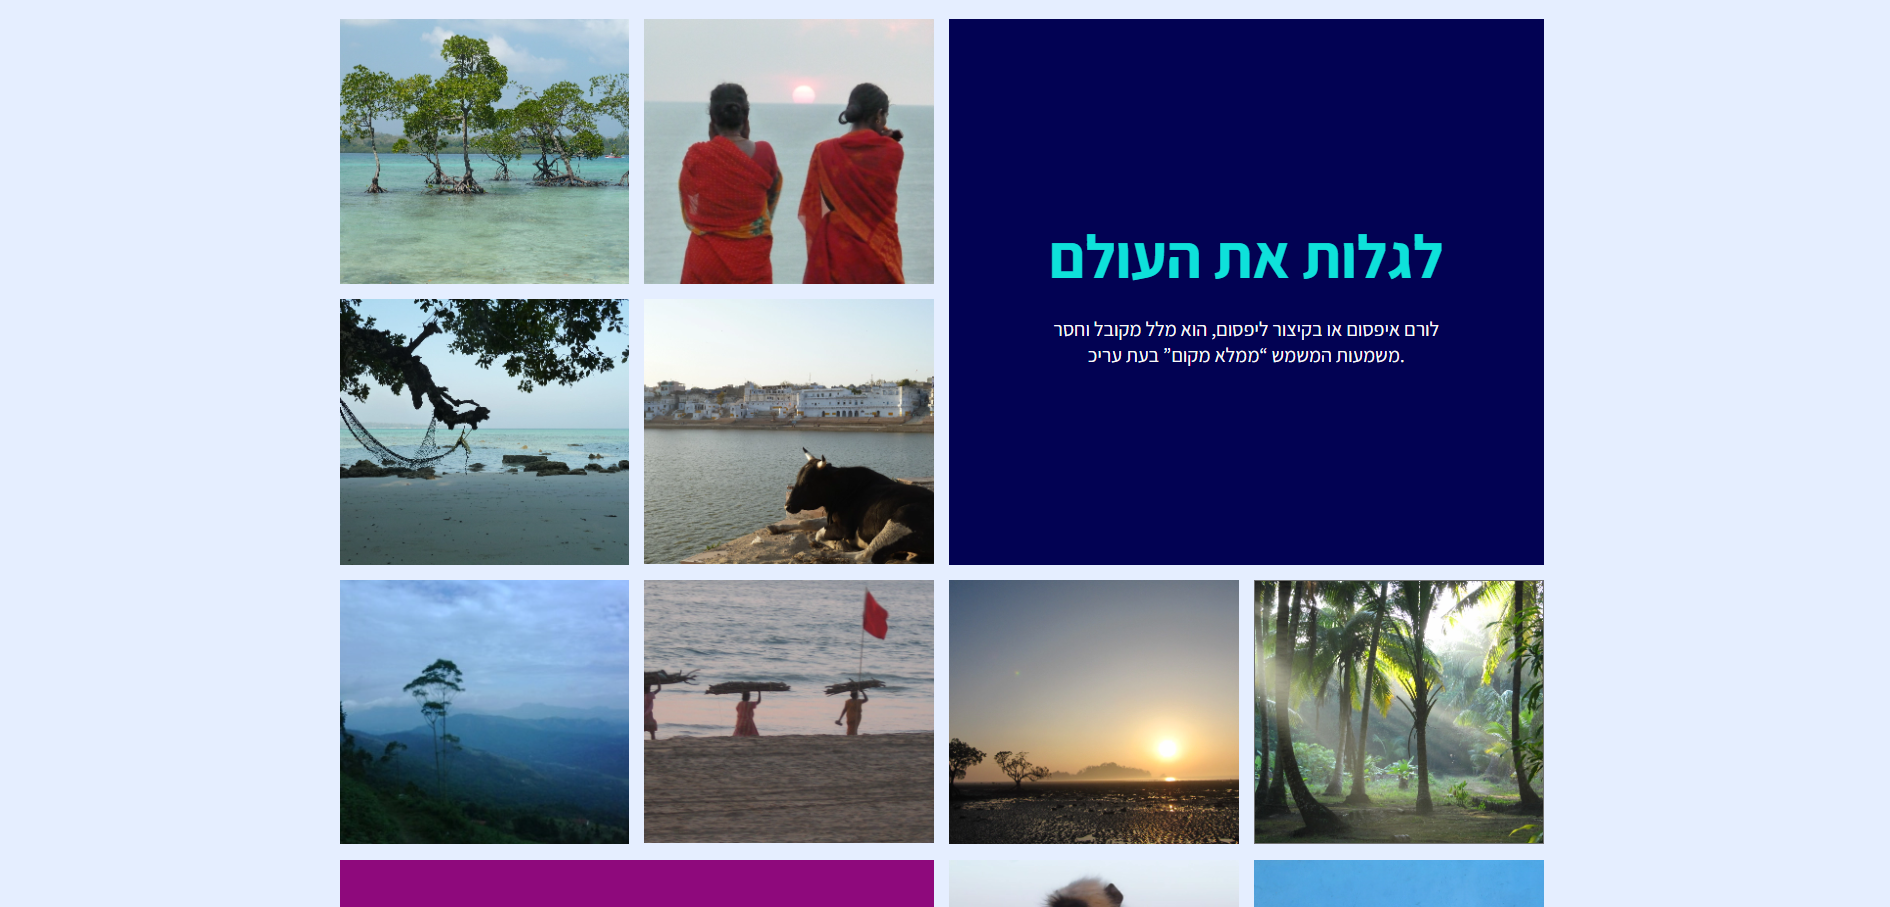 לגלות את העולם
לורם איפסום או בקיצור ליפסום, הוא מלל מקובל וחסר
.משמעות המשמש “ממלא מקום” בעת עריכ